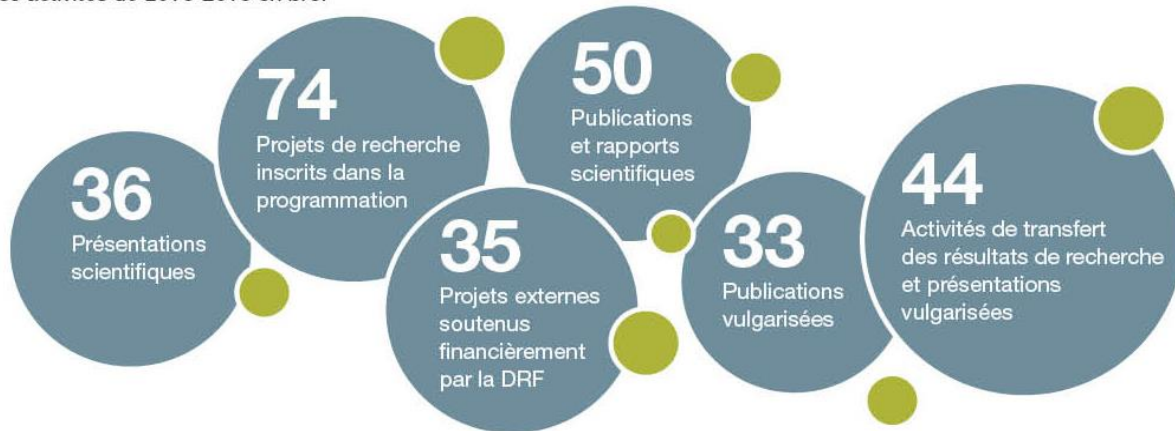 36
Présentations
scientifiques
74
Projets de recherche
inscrits dans la
programmation
35
Projets externes
soutenus
financièrement
par la DRF
50
Publications
et rapports
scientifiques
33
Publications
vulgarisées
44
Activités de transfert
des résultats de recherche
et présentations
vulgarisées